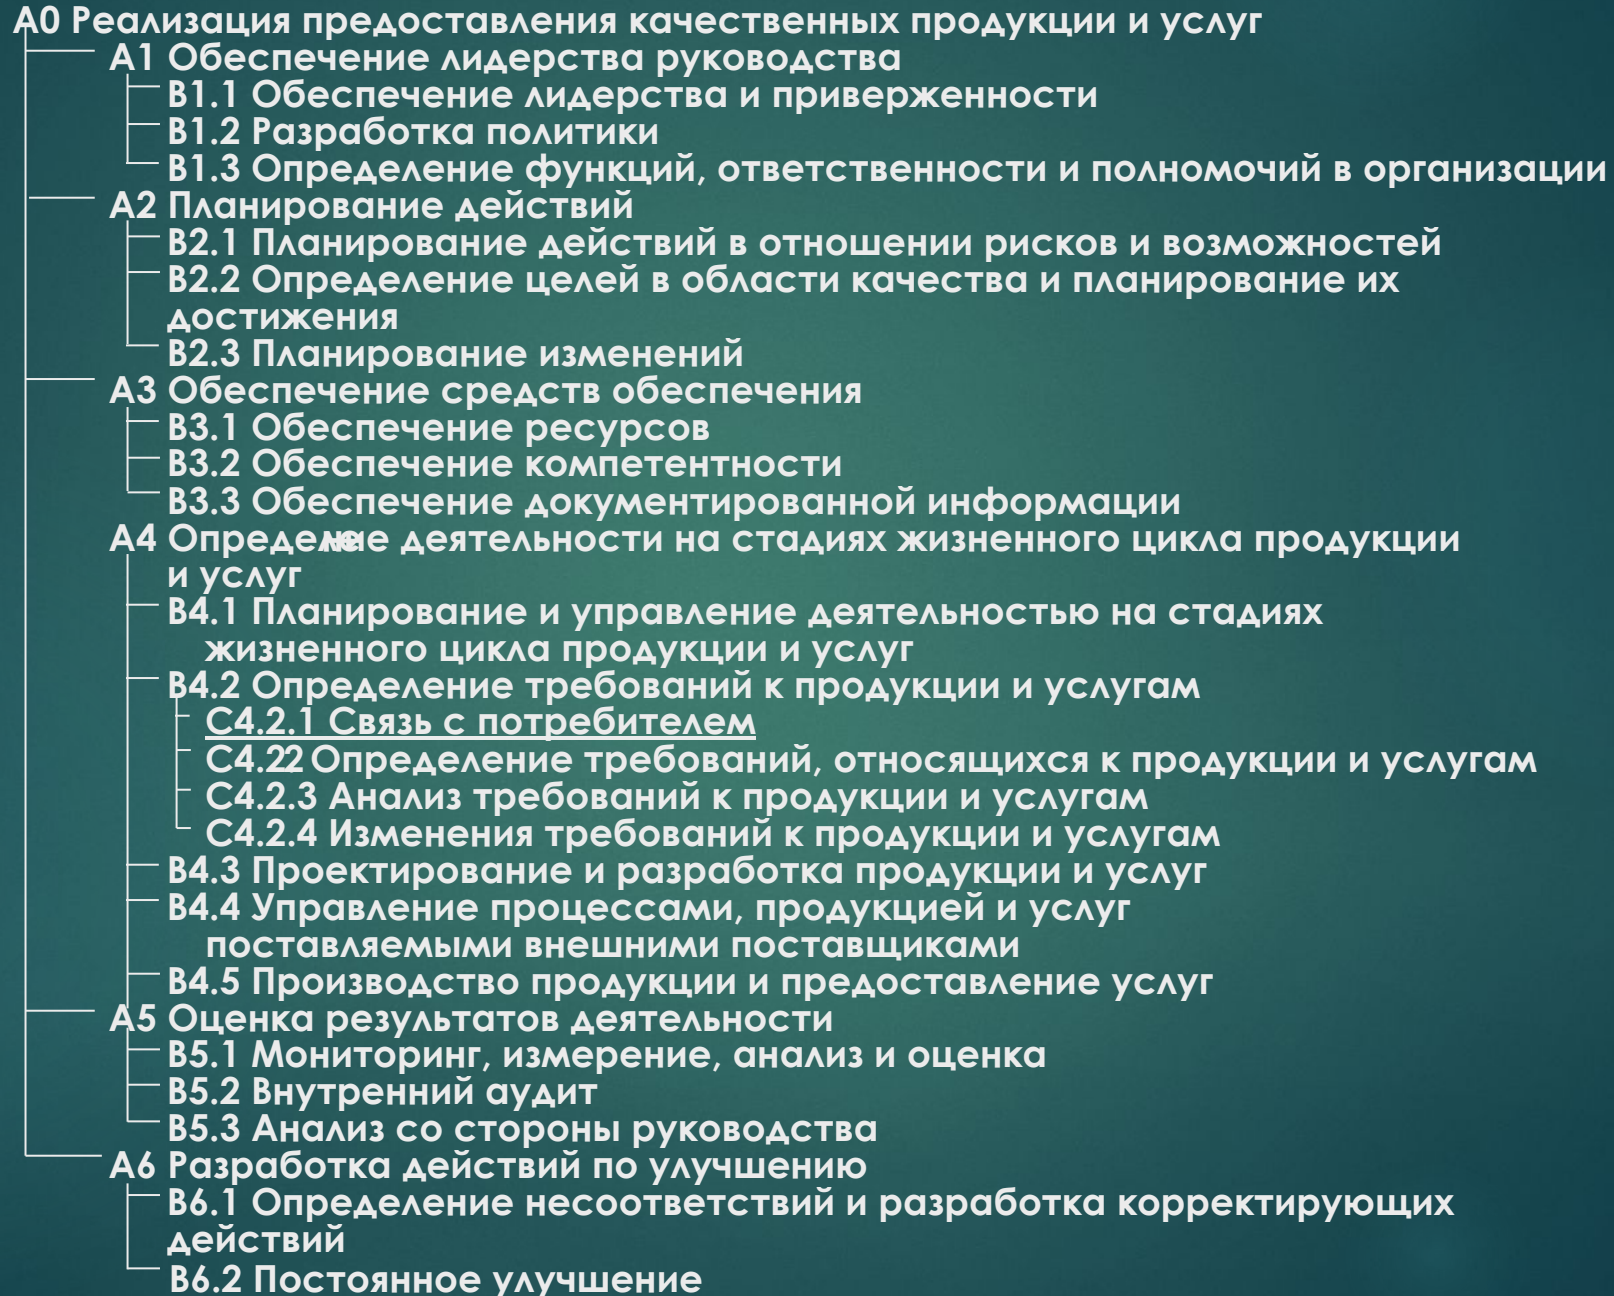 А0 Реализация предоставления качественных продукции и услуг
А1 Обеспечение лидерства руководства
В1.1 Обеспечение лидерства и приверженности
В1.2 Разработка политики
В1.3 Определение функций, ответственности и полномочий в организации
А2 Планирование действий
В2.1 Планирование действий в отношении рисков и возможностей
В2.2 Определение целей в области качества и планирование их
достижения
В2.3 Планирование изменений
А3 Обеспечение средств обеспечения
В3.1 Обеспечение ресурсов
В3.2 Обеспечение компетентности
В3.3 Обеспечение документированной информации
А4 Определение деятельности на стадиях жизненного цикла продукции
и услуг
В4.1 Планирование и управление деятельностью на стадиях
жизненного цикла продукции и услуг
В4.2 Определение требований к продукции и услугам
С4.2.1 Связь с потребителем
С4.2.2 Определение требований, относящихся к продукции и услугам
С4.2.3 Анализ требований к продукции и услугам
С4.2.4 Изменения требований к продукции и услугам
В4.3 Проектирование и разработка продукции и услуг
В4.4 Управление процессами, продукцией и услуг
поставляемыми внешними поставщиками
В4.5 Производство продукции и предоставление услуг
А5 Оценка результатов деятельности
В5.1 Мониторинг, измерение, анализ и оценка
В5.2 Внутренний аудит
В5.3 Анализ со стороны руководства
А6 Разработка действий по улучшению
В6.1 Определение несоответствий и разработка корректирующих
действий
В6.2 Постоянное улучшение